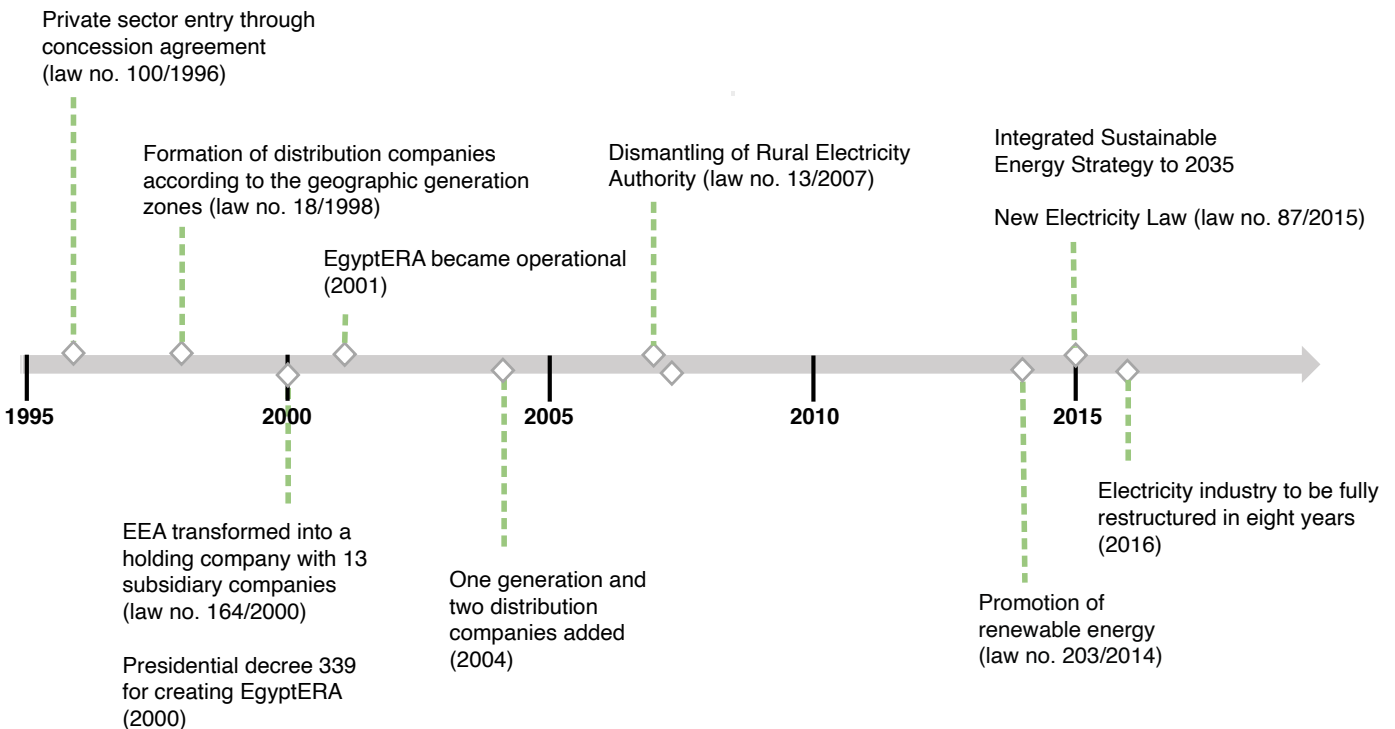 Private sector entry through
concession agreement
(law no. 100/1996)
Formation of distribution companies
according to the geographic generation
zones (law no. 18/1998)
EgyptERA became operational
(2001)
Dismantling of Rural Electricity
Authority (law no. 13/2007)
Integrated Sustainable
Energy Strategy to 2035
New Electricity Law (law no. 87/2015)
1995
2000
2005
2010
2015
EEA transformed into a
holding company with 13
subsidiary companies
(law no. 164/2000)
Presidential decree 339
for creating EgyptERA
(2000)
One generation and
two distribution
companies added
(2004)
Promotion of
renewable energy
(law no. 203/2014)
Electricity industry to be fully
restructured in eight years
(2016)